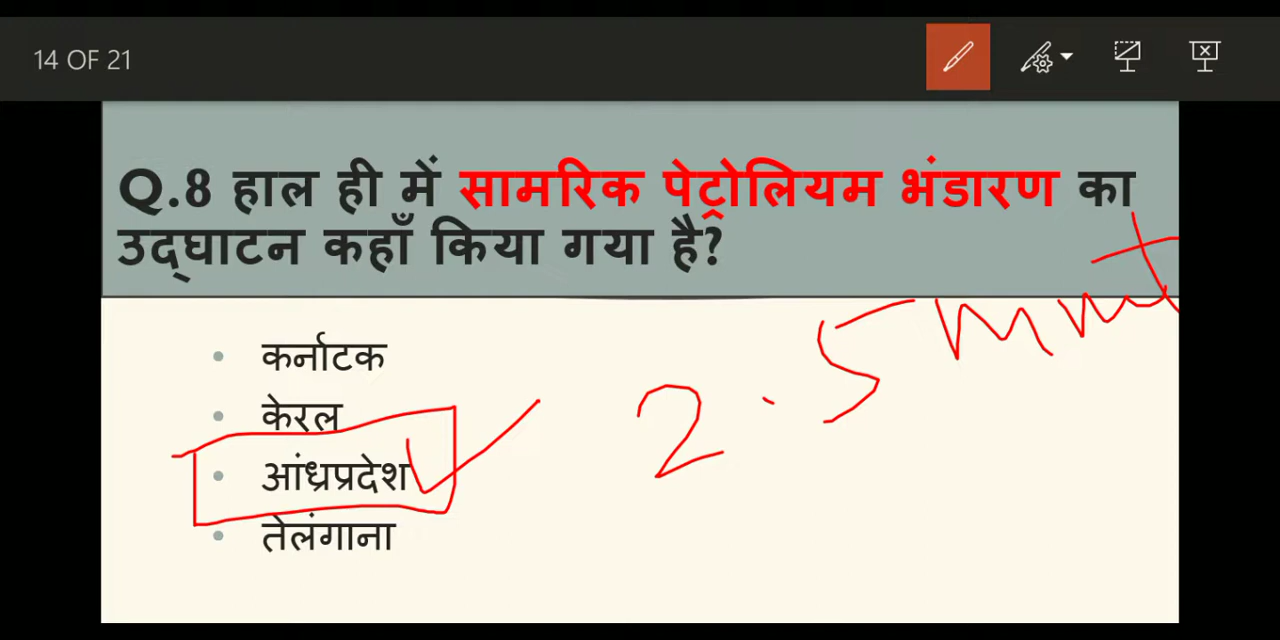 14 OF 21
Q.8 हाल ही में सामरिक पेट्रोलियम भंडारण का
उद्घाटन कहाँ किया गया है?
कर्नाटक
केरल
आंध्रप्रदेश
तेलंगाना
2.5 mmt